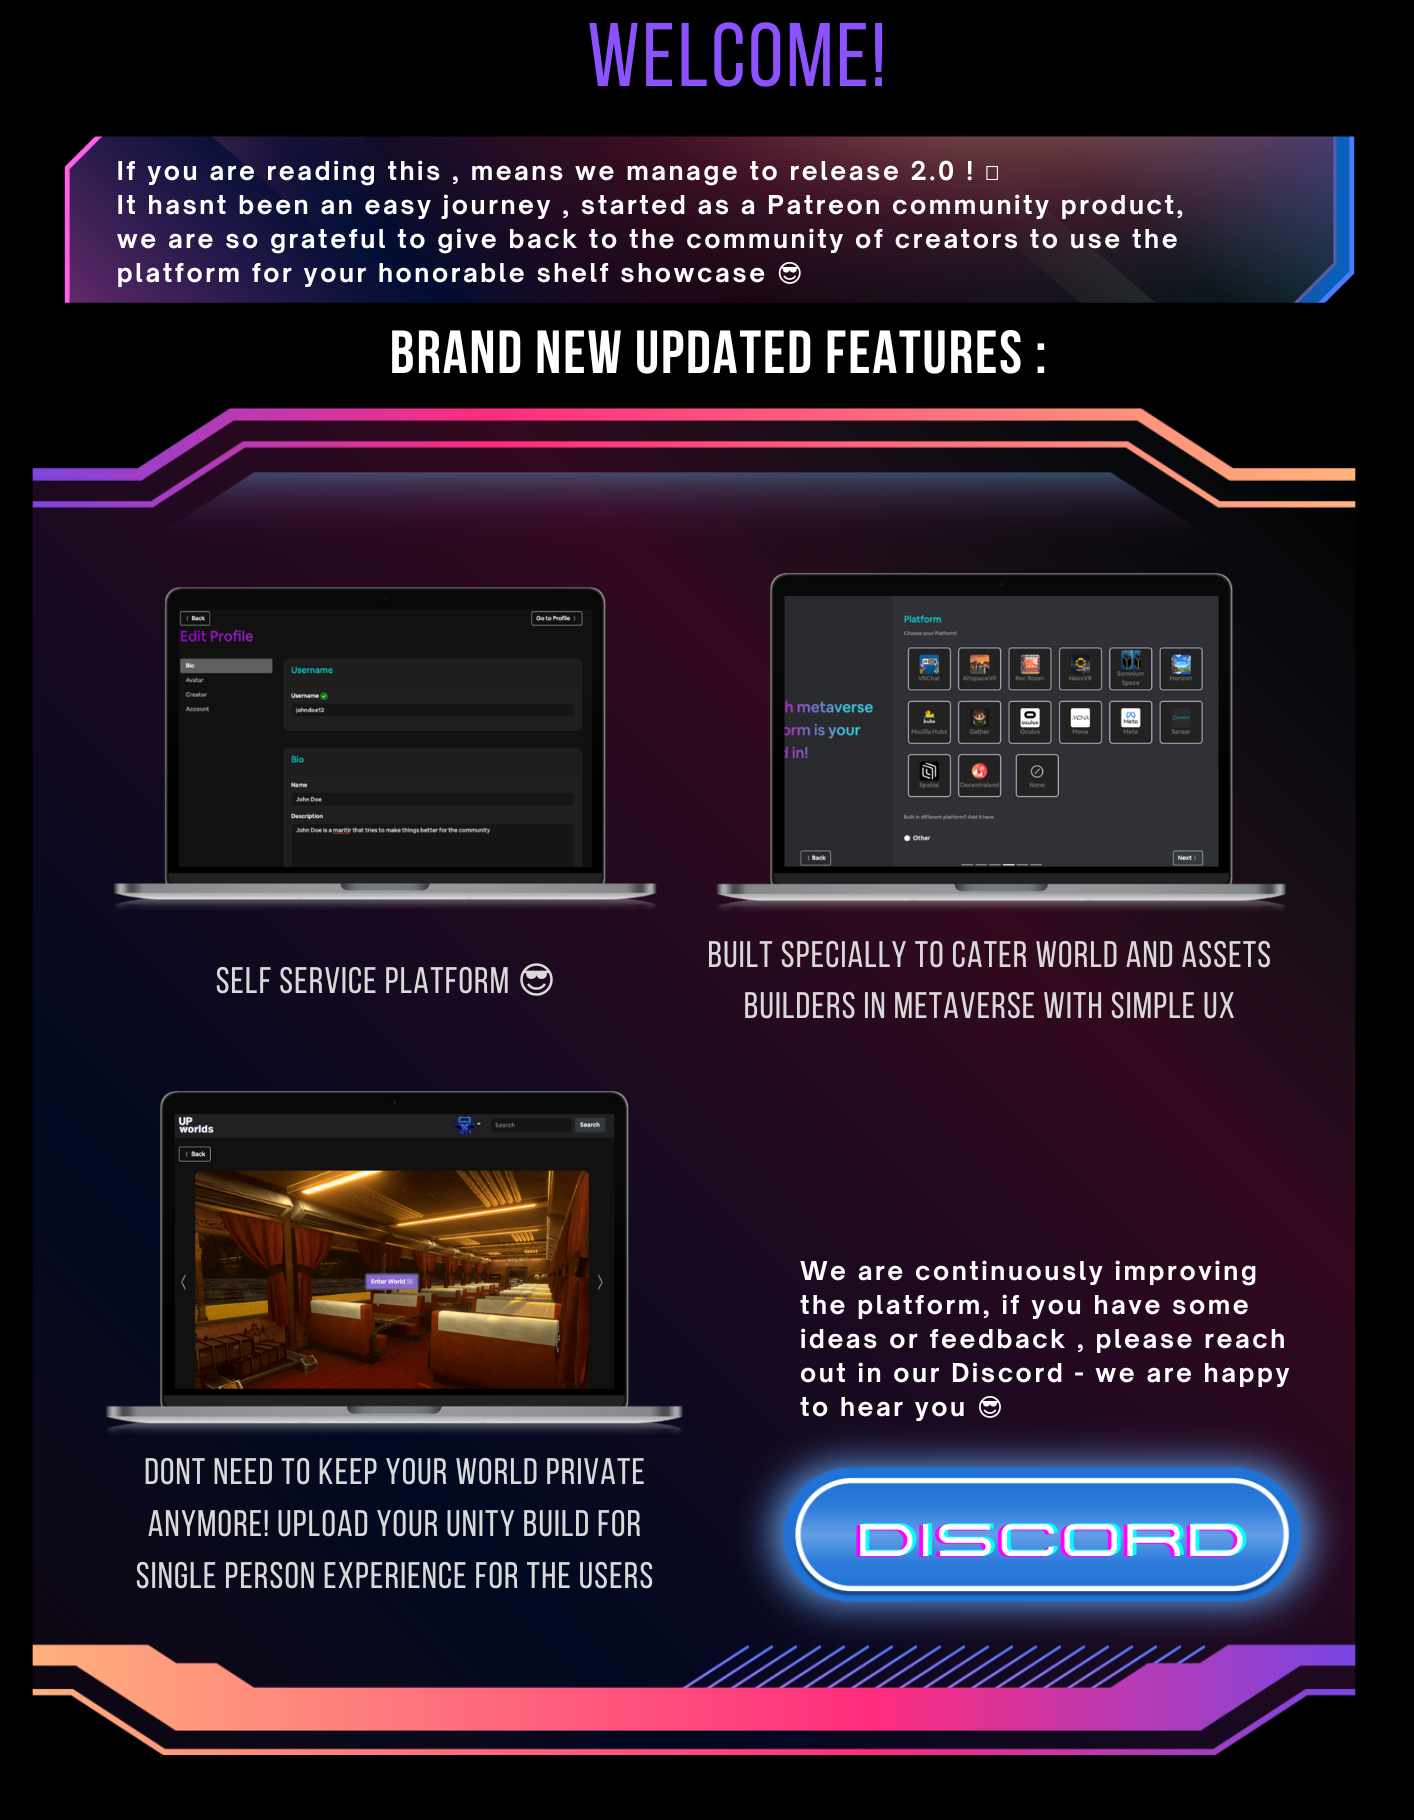 WELCOME!
If you are reading this , means we manage to release 2.0 ! 
It hasnt been an easy journey , started as a Patreon community product,
we are so grateful to give back to the community of creators to use the
platform for your honorable shelf showcase 😎
BRAND NEW UPDATED FEATURES :
Back
Go to Profile
Edit Profile
Bio
Avatar
Creator
Account
Username
Username
johndoe12
Bio
Name
John Doe
Description
John Doe is a maritir that tries to make things better for the community
Platform
Choose your Platform!
VRChat
AltspaceVR
Rec Room
NeosVR
Somnium
Space
Horizon
h metaverse
orm is your
d in!
hubs
Mozilla Hubs
Gather
oculus
Oculus
MONA
Mona
Meta
Meta
Sansar
Spatial
Decentraland
None
Built in different platform? Add it here
Other
Back
Next
SELF SERVICE PLATFORM 😎
BUILT SPECIALLY TO CATER WORLD AND ASSETS
BUILDERS IN METAVERSE WITH SIMPLE UX
UP
worlds
Search
Search
Back
Enter World
DONT NEED TO KEEP YOUR WORLD PRIVATE
ANYMORE! UPLOAD YOUR UNITY BUILD FOR
SINGLE PERSON EXPERIENCE FOR THE USERS
We are continuously improving
the platform, if you have some
ideas or feedback , please reach
out in our Discord - we are happy
to hear you 😎
DISCORD